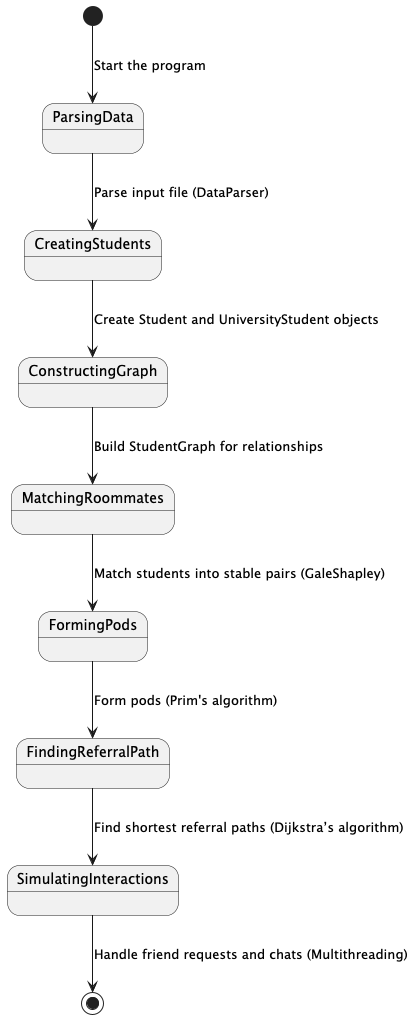 Start the program
ParsingData
Parse input file (DataParser)
CreatingStudents
Create Student and UniversityStudent objects
ConstructingGraph
Build StudentGraph for relationships
MatchingRoommates
Match students into stable pairs (GaleShapley)
FormingPods
Form pods (Prim's algorithm)
FindingReferralPath
Find shortest referral paths (Dijkstra’s algorithm)
SimulatingInteractions
Handle friend requests and chats (Multithreading)